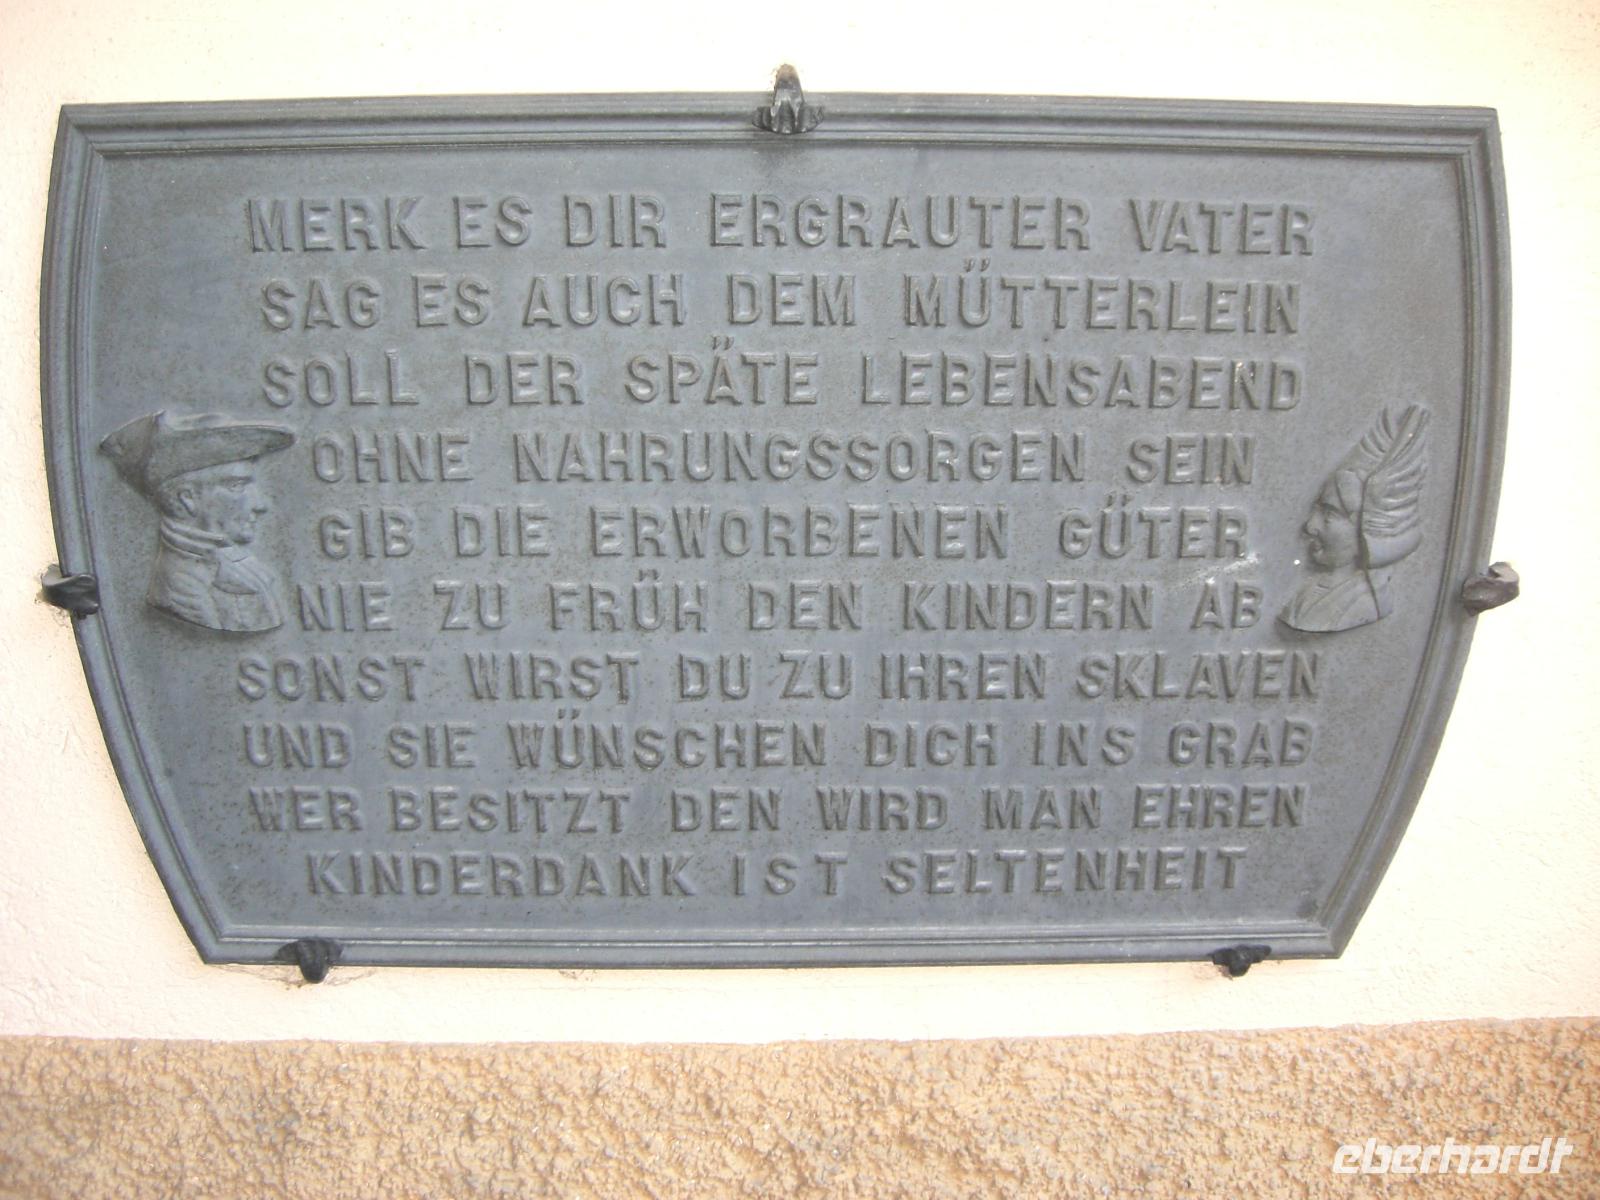 MERK ES DIR ERGRAUTER VATER
SAG ES AUCH DEM MÜTTERLEIN
SOLL DER SPÄTE LEBENSABEND
OHNE NAHRUNGSSORGEN SEIN
GIB DIE ERWORBENEN GÜTER
NIE ZU FRÜH DEN KINDERN AB
SONST WIRST DU ZU IHREN SKLAVEN
UND SIE WÜNSCHEN DICH INS GRAB
WER BESITZT DEN WIRD MAN EHREN
KINDERDANK IST SELTENHEIT
eberhardt